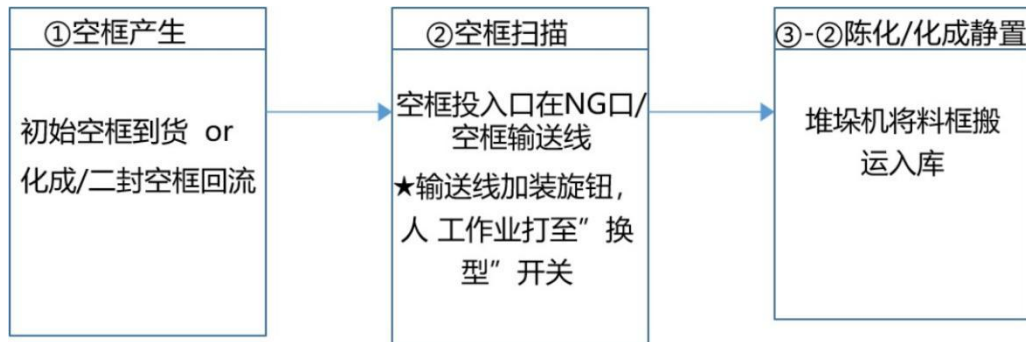 ①空框产生
初始空框到货 or
化成/二封空框回流
②空框扫描
空框投入口在NG口/
空框输送线
★输送线加装旋钮，
人 工作业打至”换
型”开关
③-②陈化/化成静置
堆垛机将料框搬
运入库